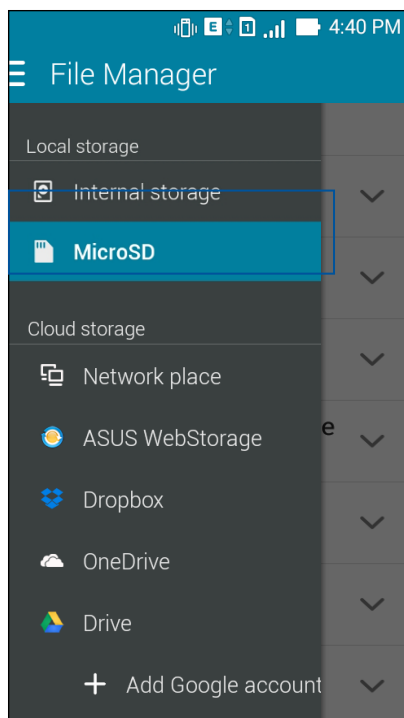 E 1 4:40 PM
File Manager
Local storage
Internal storage
MicroSD
Cloud storage
Network place
ASUS WebStorage
e
Dropbox
OneDrive
Drive
+ Add Google account